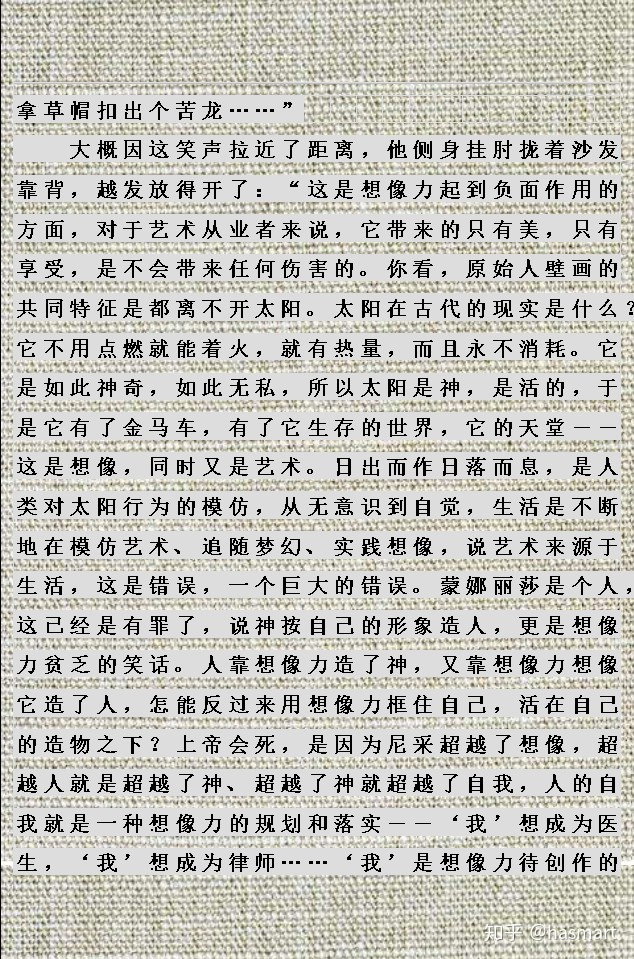 拿草帽扣出个苦龙……”
大概因这笑声拉近了距离，他侧身挂肘拢着沙发
靠背，越发放得开了：“这是想像力起到负面作用的
方面，对于艺术从业者来说，它带来的只有美，只有
享受，是不会带来任何伤害的。你看，原始人壁画的
共同特征是都离不开太阳。太阳在古代的现实是什么？
它不用点燃就能着火，就有热量，而且永不消耗。它
是如此神奇，如此无私，所以太阳是神，是活的，于
是它有了金马车，有了它生存的世界，它的天堂——
这是想像，同时又是艺术。日出而作日落而息，是人
类对太阳行为的模仿，从无意识到自觉，生活是不断
地在模仿艺术、追随梦幻、实践想像，说艺术来源于
生活，这是错误，一个巨大的错误。蒙娜丽莎是个人，
这已经是有罪了，说神按自己的形象造人，更是想像
力贫乏的笑话。人靠想像力造了神，又靠想像力想像
它造了人，怎能反过来用想像力框住自己，活在自己
的造物之下？上帝会死，是因为尼采超越了想像，超
越人就是超越了神、超越了神就超越了自我，人的自
我就是一种想像力的规划和落实——‘我’想成为医
生，‘我’想成为律师……‘我’是想像力待创作的
知乎 @hasmart